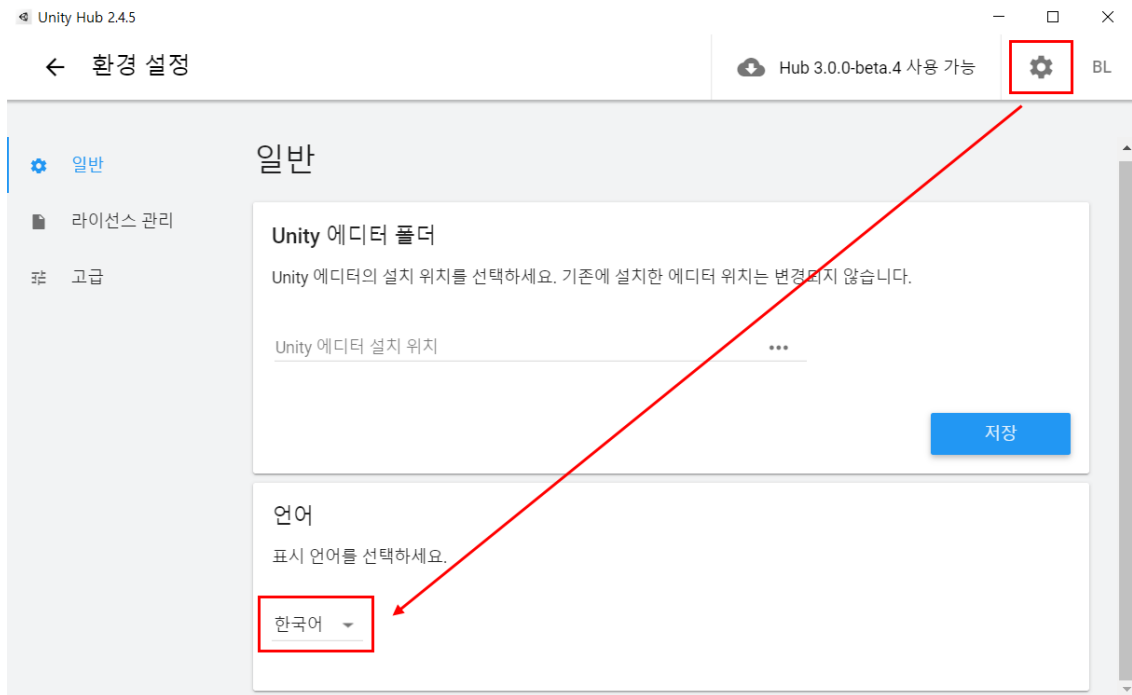 Unity Hub 2.4.5
환경 설정
Hub 3.0.0-beta.4 사용 가능
BL
일반
라이선스 관리
고급
일반
Unity 에디터 폴더
Unity 에디터의 설치 위치를 선택하세요. 기존에 설치한 에디터 위치는 변경되지 않습니다.
Unity 에디터 설치 위치
저장
언어
표시 언어를 선택하세요.
한국어